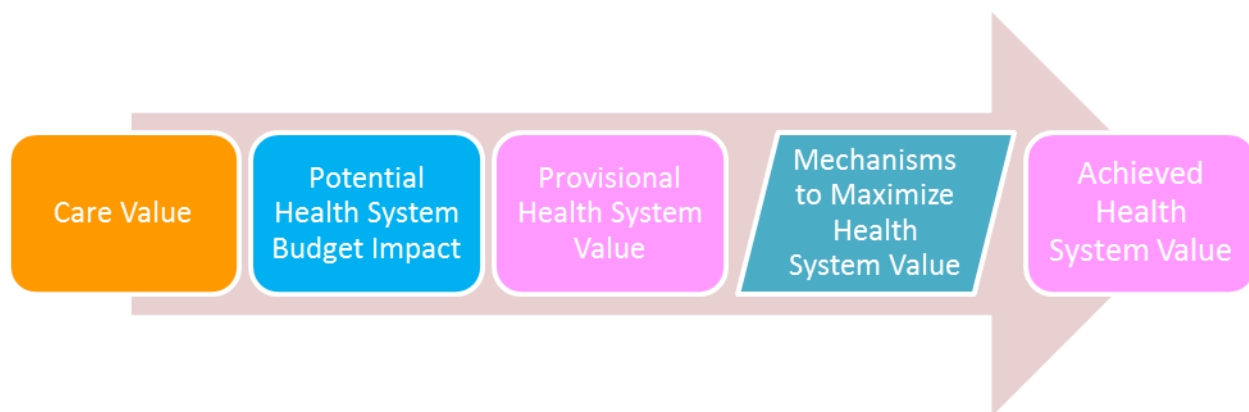 Care Value
Potential
Health System
Budget Impact
Provisional
Health System
Value
Mechanisms
to Maximize
Health
System Value
Achieved
Health
System Value